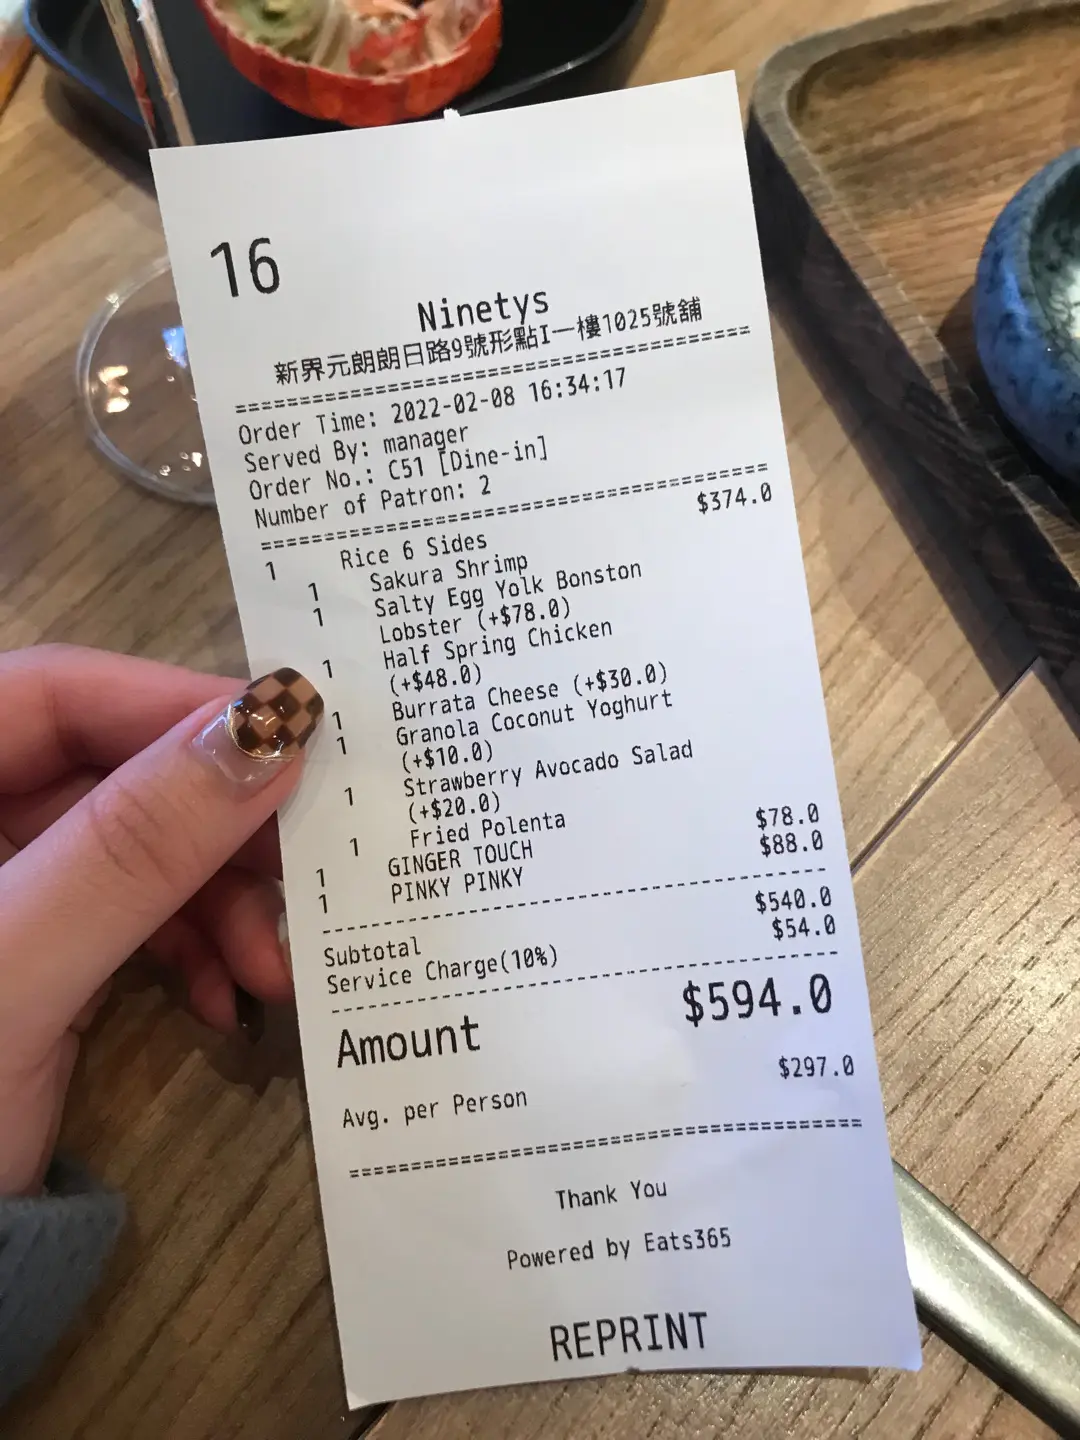 16
Ninetys
新界元朗朗日路9號形點I一樓1025號舖
========================================
Order Time: 2022-02-08 16:34:17
Served By: manager
Order No.: C51 [Dine-in]
Number of Patron: 2
========================================
1 Rice 6 Sides $374.0
1 Sakura Shrimp
1 Salty Egg Yolk Bonston
Lobster (+$78.0)
1 Half Spring Chicken
(+$48.0)
1 Burrata Cheese (+$30.0)
1 Granola Coconut Yoghurt
(+$10.0)
1 Strawberry Avocado Salad
(+$20.0)
1 Fried Polenta
1 GINGER TOUCH $78.0
1 PINKY PINKY $88.0
----------------------------------------
Subtotal $540.0
Service Charge(10%) $54.0
----------------------------------------
Amount $594.0
Avg. per Person $297.0
========================================
Thank You
Powered by Eats365
REPRINT